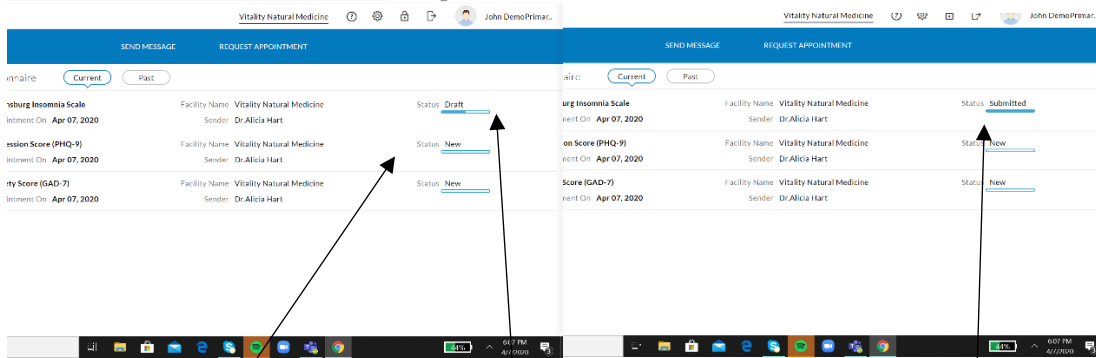 Vitality Natural Medicine John DemoPrimar..
SEND MESSAGE REQUEST APPOINTMENT
nnaire Current Past
nsburg Insomnia Scale Facility Name Vitality Natural Medicine Status Draft
intment On Apr 07, 2020 Sender Dr.Alicia Hart
ession Score (PHQ-9) Facility Name Vitality Natural Medicine Status New
intment On Apr 07, 2020 Sender Dr.Alicia Hart
ety Score (GAD-7) Facility Name Vitality Natural Medicine Status New
intment On Apr 07, 2020 Sender Dr.Alicia Hart
44% 6:07 PM
4/7/2020
Vitality Natural Medicine John DemoPrimar..
SEND MESSAGE REQUEST APPOINTMENT
aire Current Past
urg Insomnia Scale Facility Name Vitality Natural Medicine Status Submitted
ment On Apr 07, 2020 Sender Dr.Alicia Hart
on Score (PHQ-9) Facility Name Vitality Natural Medicine Status New
ment On Apr 07, 2020 Sender Dr.Alicia Hart
Score (GAD-7) Facility Name Vitality Natural Medicine Status New
ment On Apr 07, 2020 Sender Dr.Alicia Hart
44% 6:07 PM
4/7/2020